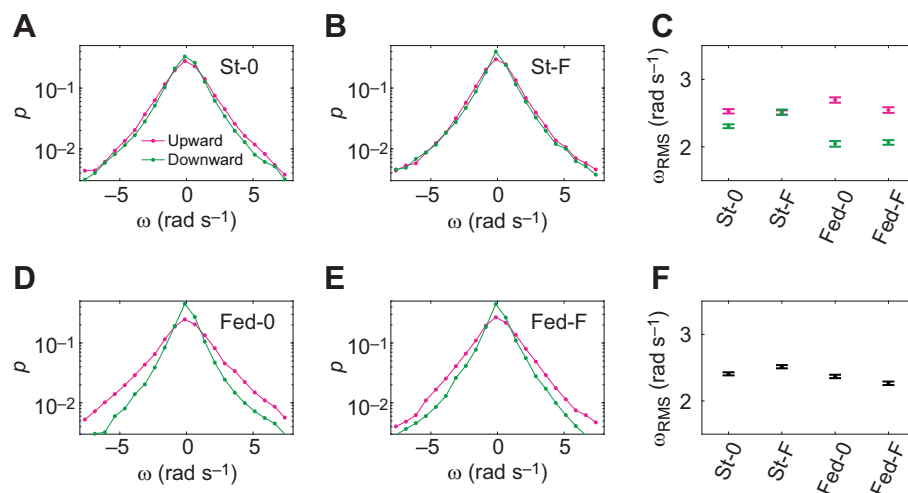 A
St-0
p
10⁻¹
10⁻²
Upward
Downward
−5 0 5
ω (rad s⁻¹)
B
St-F
p
10⁻¹
10⁻²
−5 0 5
ω (rad s⁻¹)
C
ωRMS (rad s⁻¹)
3
2
St-0 St-F Fed-0 Fed-F
D
Fed-0
p
10⁻¹
10⁻²
−5 0 5
ω (rad s⁻¹)
E
Fed-F
p
10⁻¹
10⁻²
−5 0 5
ω (rad s⁻¹)
F
ωRMS (rad s⁻¹)
3
2
St-0 St-F Fed-0 Fed-F